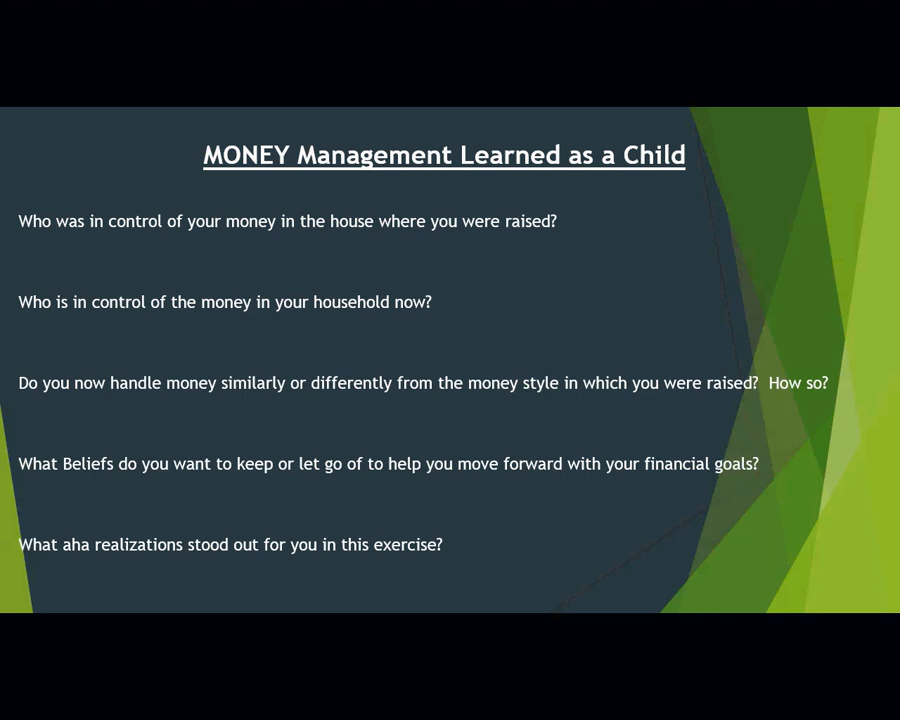 MONEY Management Learned as a Child
Who was in control of your money in the house where you were raised?
Who is in control of the money in your household now?
Do you now handle money similarly or differently from the money style in which you were raised?  How so?
What Beliefs do you want to keep or let go of to help you move forward with your financial goals?
What aha realizations stood out for you in this exercise?